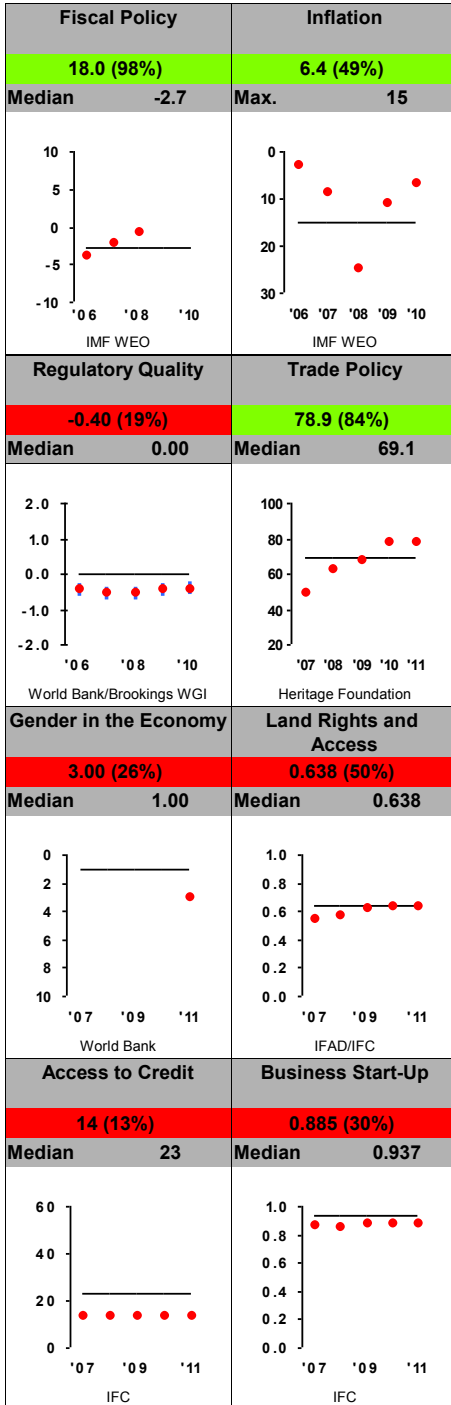 Fiscal Policy
18.0 (98%)
Median -2.7
10
5
0
-5
-10
'06 '08 '10
IMF WEO
Inflation
6.4 (49%)
Max. 15
0
10
20
30
'06 '07 '08 '09 '10
IMF WEO
Regulatory Quality
-0.40 (19%)
Median 0.00
2.0
1.0
0.0
-1.0
-2.0
'06 '08 '10
World Bank/Brookings WGI
Trade Policy
78.9 (84%)
Median 69.1
100
80
60
40
20
'07 '08 '09 '10 '11
Heritage Foundation
Gender in the Economy
3.00 (26%)
Median 1.00
0
2
4
6
8
10
'07 '09 '11
World Bank
Land Rights and
Access
0.638 (50%)
Median 0.638
1.0
0.8
0.6
0.4
0.2
0.0
'07 '09 '11
IFAD/IFC
Access to Credit
14 (13%)
Median 23
60
40
20
0
'07 '09 '11
IFC
Business Start-Up
0.885 (30%)
Median 0.937
1.0
0.8
0.6
0.4
0.2
0.0
'07 '09 '11
IFC